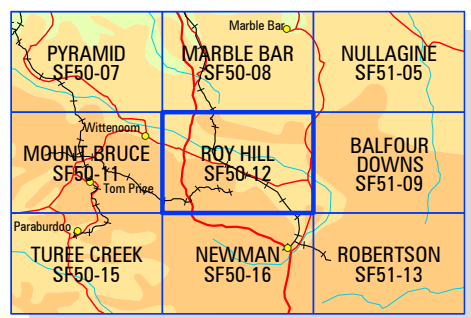 Marble Bar
PYRAMID
SF50-07
MARBLE BAR
SF50-08
NULLAGINE
SF51-05
Wittenoom
MOUNT BRUCE
SF50-11
Tom Price
ROY HILL
SF50-12
BALFOUR
DOWNS
SF51-09
Paraburdoo
TUREE CREEK
SF50-15
NEWMAN
SF50-16
ROBERTSON
SF51-13